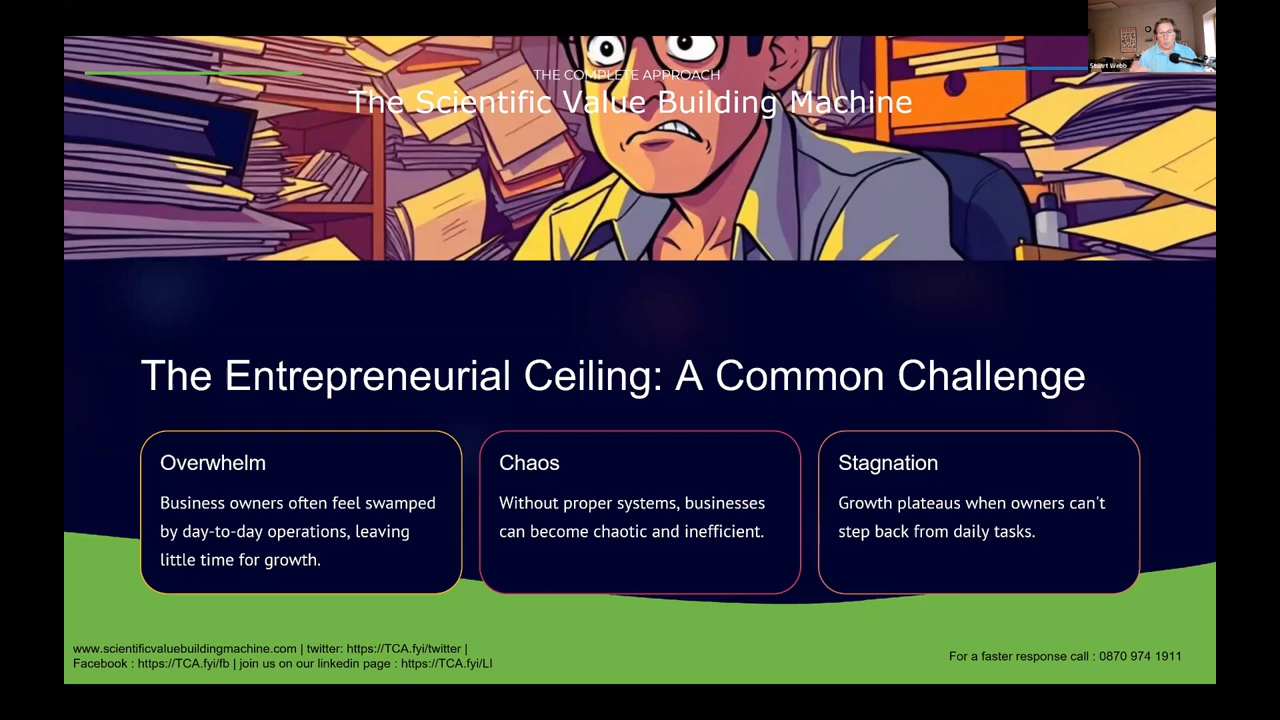 THE COMPLETE APPROACH
The Scientific Value Building Machine
Stuart Webb
The Entrepreneurial Ceiling: A Common Challenge
Overwhelm
Business owners often feel swamped
by day-to-day operations, leaving
little time for growth.
Chaos
Without proper systems, businesses
can become chaotic and inefficient.
Stagnation
Growth plateaus when owners can't
step back from daily tasks.
www.scientificvaluebuildingmachine.com | twitter: https://TCA.fyi/twitter |
Facebook : https://TCA.fyi/fb | join us on our linkedin page : https://TCA.fyi/LI
For a faster response call : 0870 974 1911